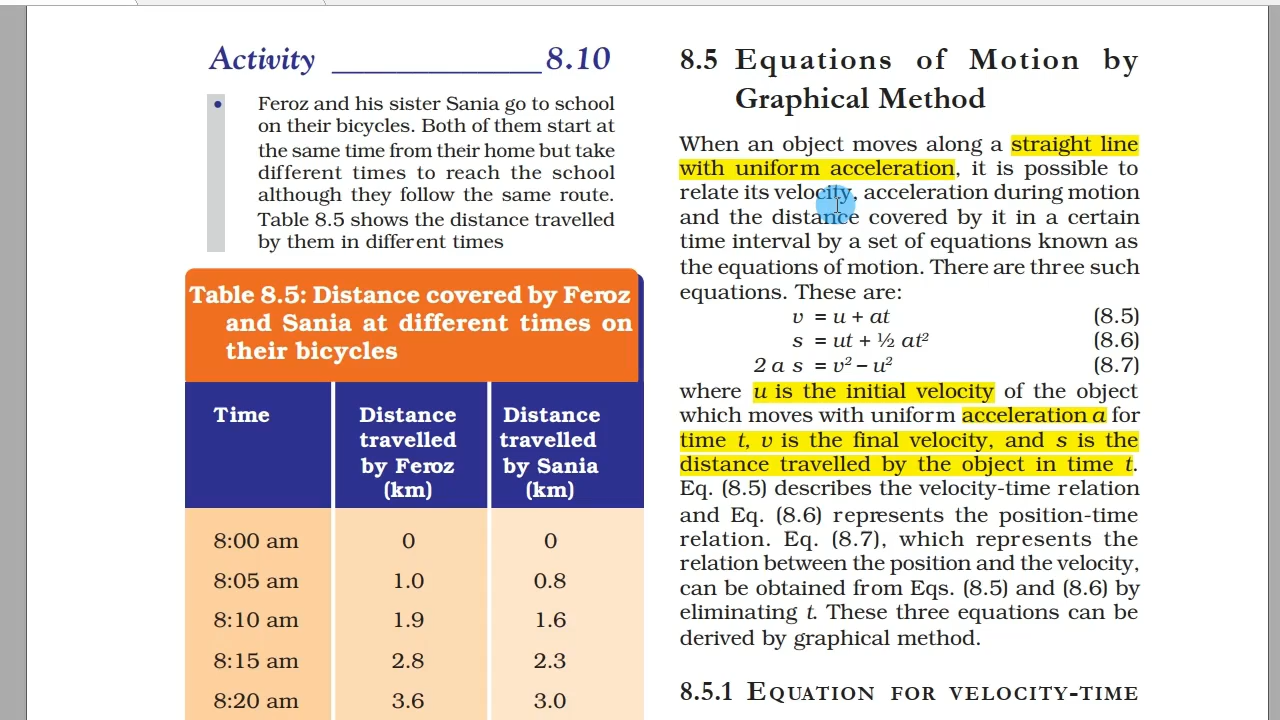 Activity ________________8.10
• Feroz and his sister Sania go to school
on their bicycles. Both of them start at
the same time from their home but take
different times to reach the school
although they follow the same route.
Table 8.5 shows the distance travelled
by them in different times
Table 8.5: Distance covered by Feroz
and Sania at different times on
their bicycles
Time Distance Distance
travelled travelled
by Feroz by Sania
(km) (km)
8:00 am 0 0
8:05 am 1.0 0.8
8:10 am 1.9 1.6
8:15 am 2.8 2.3
8:20 am 3.6 3.0
8.5 Equations of Motion by
Graphical Method
When an object moves along a straight line
with uniform acceleration, it is possible to
relate its velocity, acceleration during motion
and the distance covered by it in a certain
time interval by a set of equations known as
the equations of motion. There are three such
equations. These are:
v = u + at (8.5)
s = ut + ½ at² (8.6)
2 a s = v² – u² (8.7)
where u is the initial velocity of the object
which moves with uniform acceleration a for
time t, v is the final velocity, and s is the
distance travelled by the object in time t.
Eq. (8.5) describes the velocity-time relation
and Eq. (8.6) represents the position-time
relation. Eq. (8.7), which represents the
relation between the position and the velocity,
can be obtained from Eqs. (8.5) and (8.6) by
eliminating t. These three equations can be
derived by graphical method.
8.5.1 EQUATION FOR VELOCITY-TIME